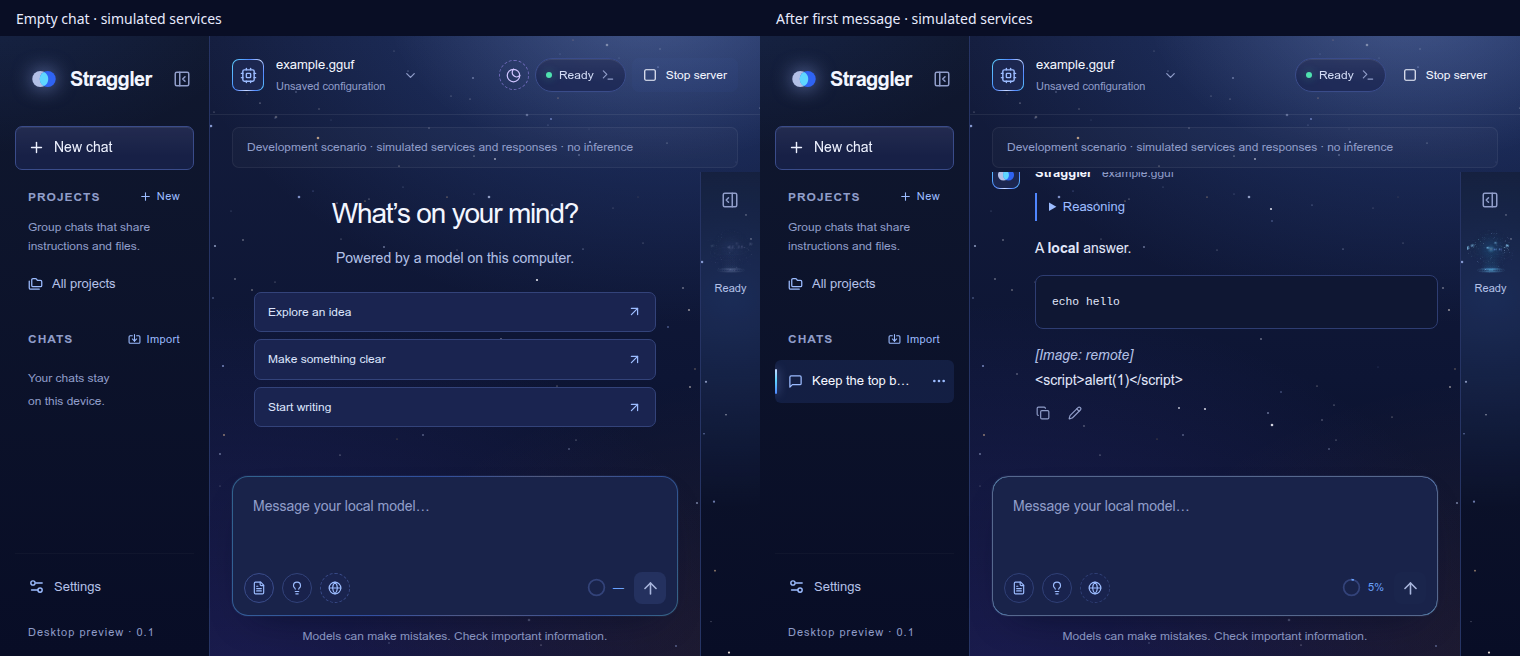 Empty chat · simulated services
Straggler
New chat
PROJECTS
New
Group chats that share
instructions and files.
All projects
CHATS
Import
Your chats stay
on this device.
Settings
Desktop preview · 0.1
example.gguf
Unsaved configuration
Ready
Stop server
Development scenario · simulated services and responses · no inference
What's on your mind?
Powered by a model on this computer.
Explore an idea
Make something clear
Start writing
Ready
Message your local model…
—
Models can make mistakes. Check important information.
After first message · simulated services
Straggler
New chat
PROJECTS
New
Group chats that share
instructions and files.
All projects
CHATS
Import
Keep the top b…
Settings
Desktop preview · 0.1
example.gguf
Unsaved configuration
Ready
Stop server
Development scenario · simulated services and responses · no inference
Straggler example.gguf
Reasoning
A local answer.
echo hello
[Image: remote]
<script>alert(1)</script>
Ready
Message your local model…
5%
Models can make mistakes. Check important information.